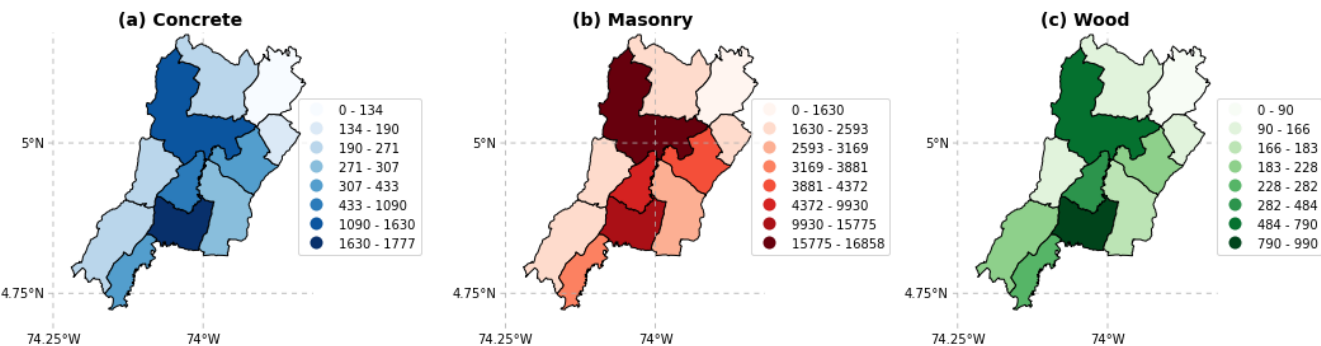 (a) Concrete
(b) Masonry
(c) Wood
0 - 134
134 - 190
190 - 271
271 - 307
307 - 433
433 - 1090
1090 - 1630
1630 - 1777
0 - 1630
1630 - 2593
2593 - 3169
3169 - 3881
3881 - 4372
4372 - 9930
9930 - 15775
15775 - 16858
0 - 90
90 - 166
166 - 183
183 - 228
228 - 282
282 - 484
484 - 790
790 - 990
5°N
5°N
5°N
4.75°N
4.75°N
4.75°N
74.25°W
74°W
74.25°W
74°W
74.25°W
74°W